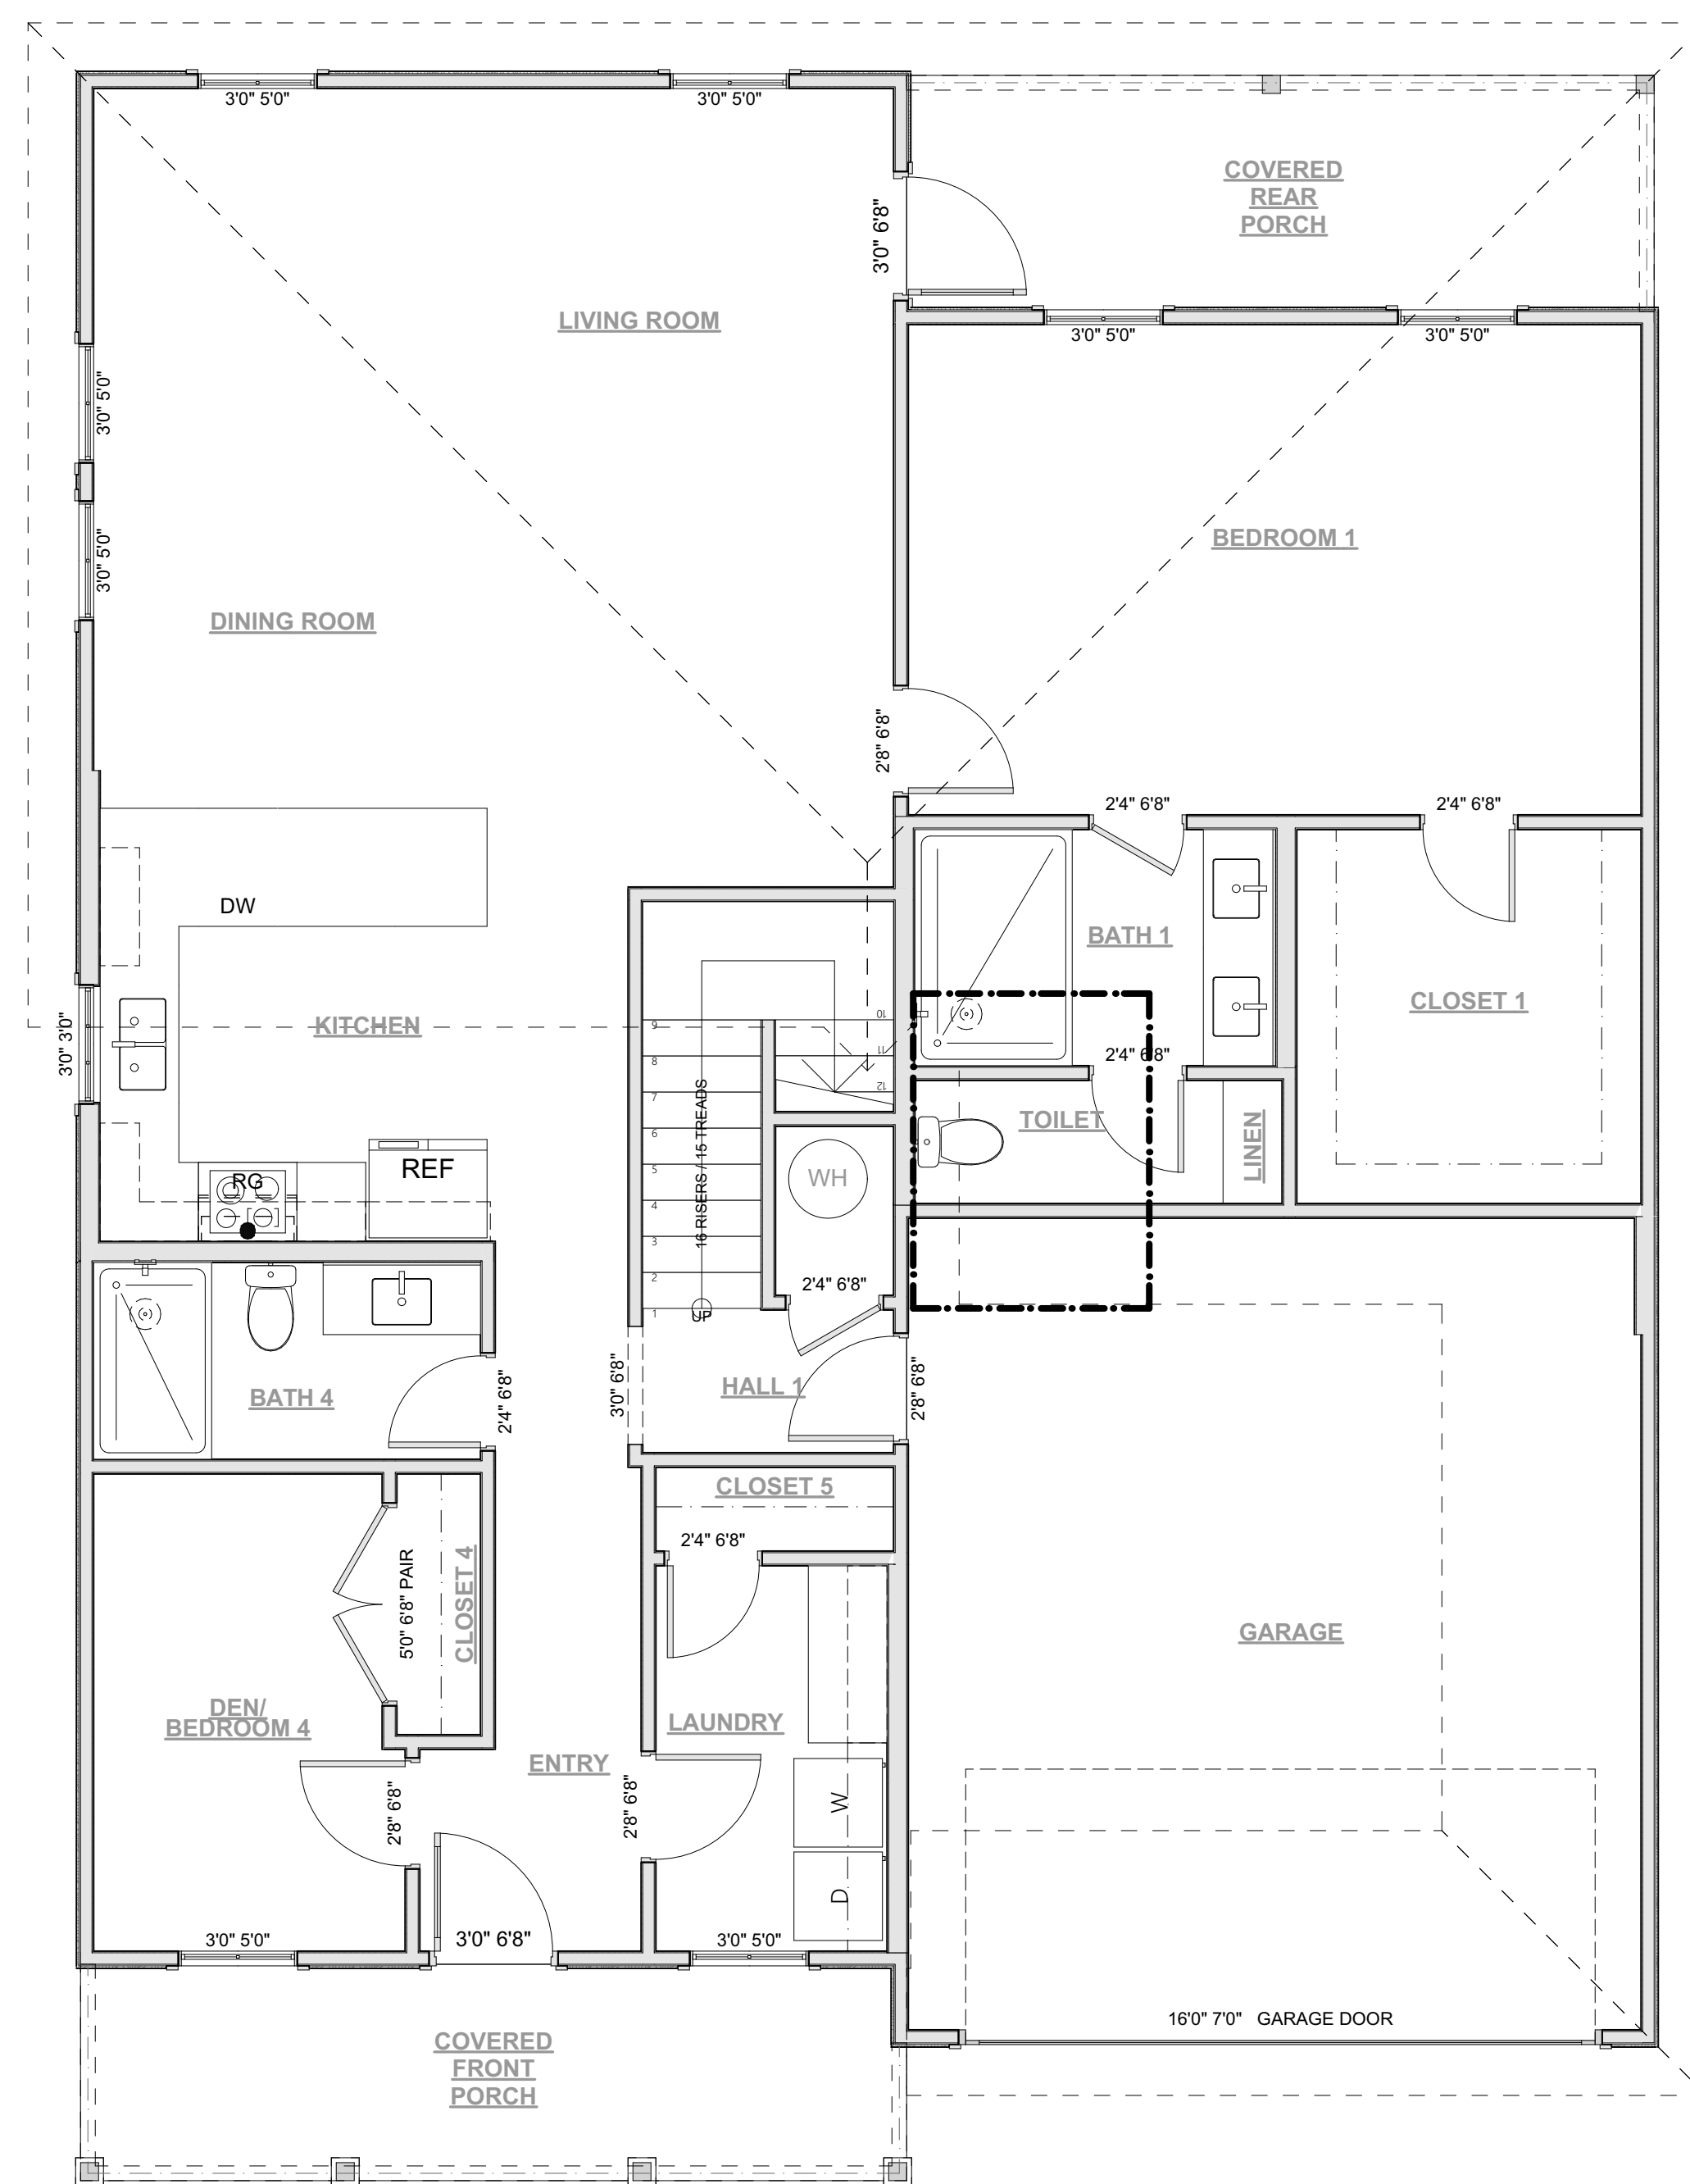 3'0" 5'0"
3'0" 5'0"
COVERED
REAR
PORCH
3'0" 6'8"
LIVING ROOM
3'0" 5'0"
3'0" 5'0"
3'0" 5'0"
3'0" 5'0"
BEDROOM 1
DINING ROOM
2'8" 6'8"
2'4" 6'8"
2'4" 6'8"
DW
BATH 1
CLOSET 1
KITCHEN
3'0" 3'0"
9
8
7
6
5
4
3
2
1
10
11
12
16 RISERS / 15 TREADS
UP
2'4" 6'8"
TOILET
LINEN
REF
RG
WH
2'4" 6'8"
BATH 4
2'4" 6'8"
3'0" 6'8"
HALL 1
2'8" 6'8"
CLOSET 5
2'4" 6'8"
5'0" 6'8" PAIR
CLOSET 4
GARAGE
DEN/
BEDROOM 4
LAUNDRY
ENTRY
2'8" 6'8"
2'8" 6'8"
W
D
3'0" 5'0"
3'0" 6'8"
3'0" 5'0"
16'0" 7'0" GARAGE DOOR
COVERED
FRONT
PORCH